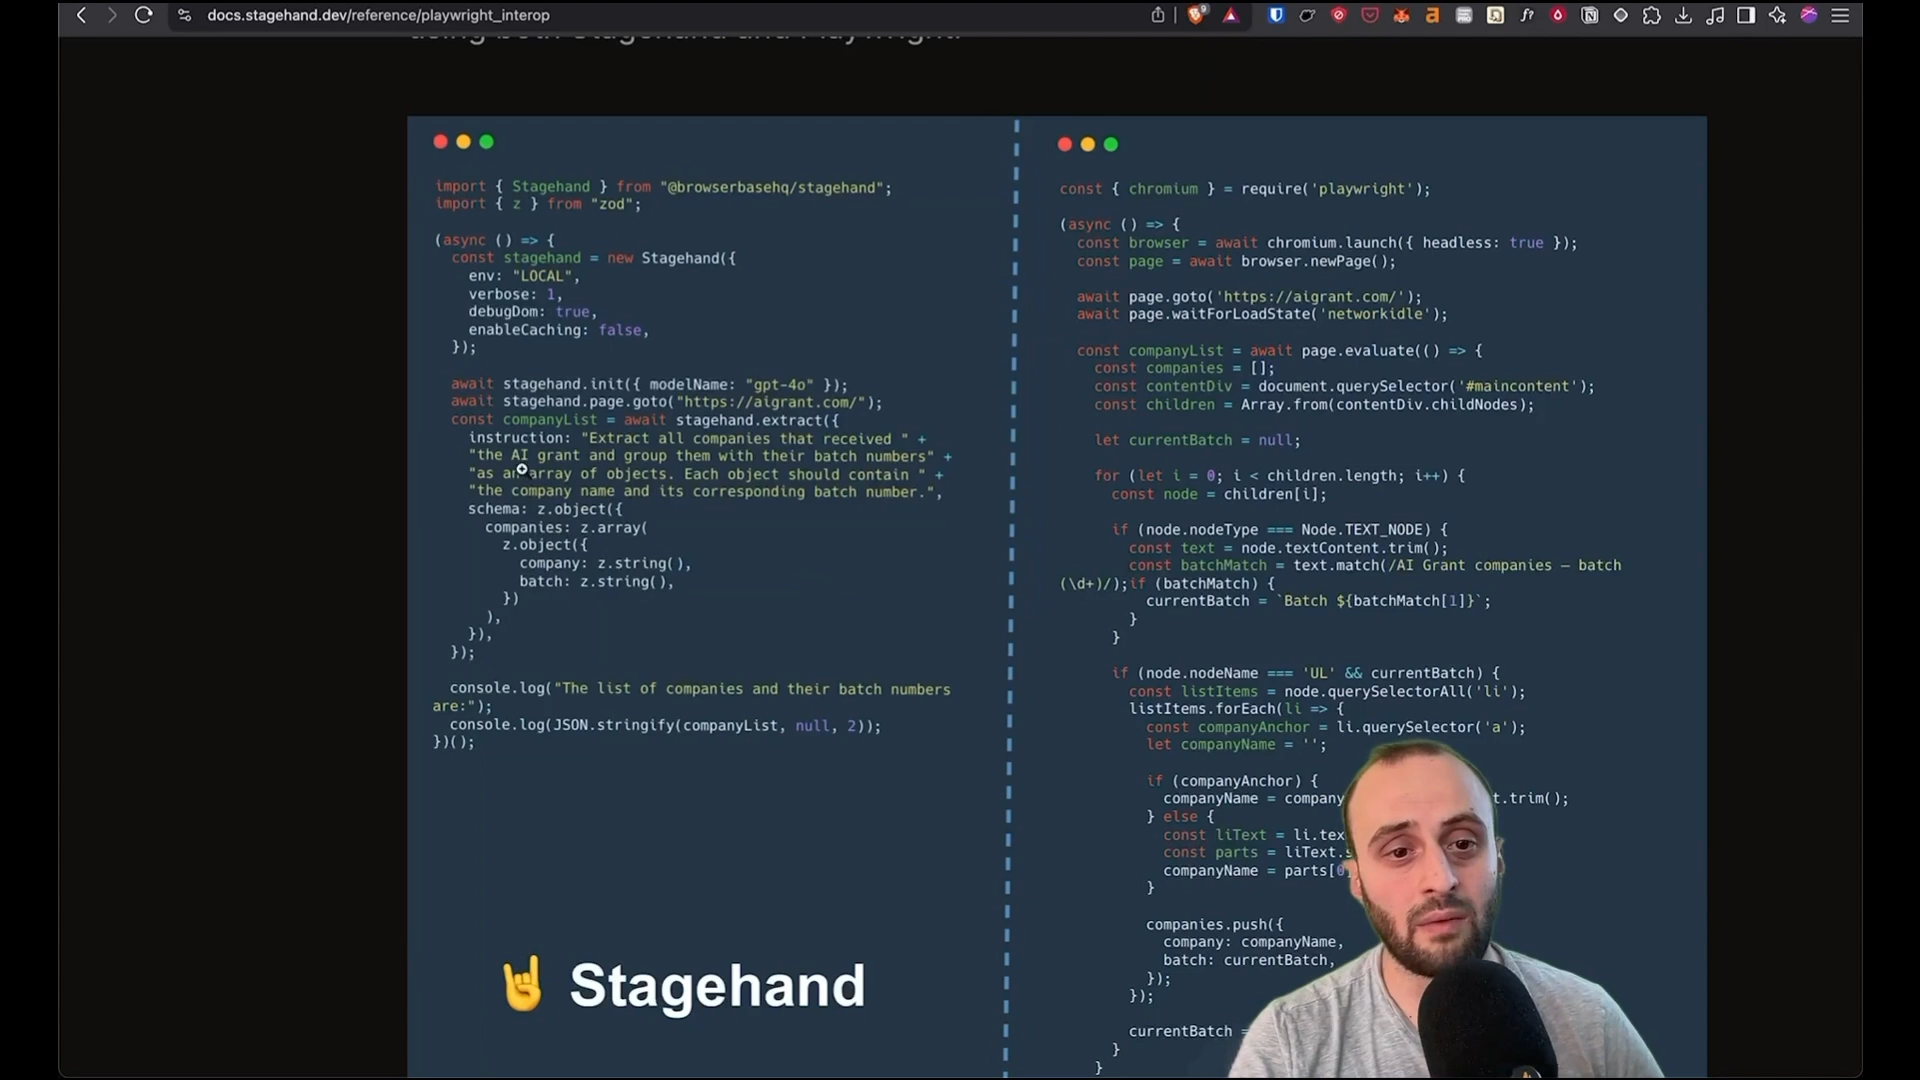 docs.stagehand.dev/reference/playwright_interop
using both Stagehand and Playwright.
import { Stagehand } from "@browserbasehq/stagehand";
import { z } from "zod";
(async () => {
const stagehand = new Stagehand({
env: "LOCAL",
verbose: 1,
debugDom: true,
enableCaching: false,
});
await stagehand.init({ modelName: "gpt-4o" });
await stagehand.page.goto("https://aigrant.com/");
const companyList = await stagehand.extract({
instruction: "Extract all companies that received " +
"the AI grant and group them with their batch numbers" +
"as an array of objects. Each object should contain " +
"the company name and its corresponding batch number.",
schema: z.object({
companies: z.array(
z.object({
company: z.string(),
batch: z.string(),
})
),
}),
});
console.log("The list of companies and their batch numbers
are:");
console.log(JSON.stringify(companyList, null, 2));
})();
🤘 Stagehand
const { chromium } = require('playwright');
(async () => {
const browser = await chromium.launch({ headless: true });
const page = await browser.newPage();
await page.goto('https://aigrant.com/');
await page.waitForLoadState('networkidle');
const companyList = await page.evaluate(() => {
const companies = [];
const contentDiv = document.querySelector('#maincontent');
const children = Array.from(contentDiv.childNodes);
let currentBatch = null;
for (let i = 0; i < children.length; i++) {
const node = children[i];
if (node.nodeType === Node.TEXT_NODE) {
const text = node.textContent.trim();
const batchMatch = text.match(/AI Grant companies – batch
(\d+)/);if (batchMatch) {
currentBatch = `Batch ${batchMatch[1]}`;
}
}
if (node.nodeName === 'UL' && currentBatch) {
const listItems = node.querySelectorAll('li');
listItems.forEach(li => {
const companyAnchor = li.querySelector('a');
let companyName = '';
if (companyAnchor) {
companyName = company t.trim();
} else {
const liText = li.tex
const parts = liText.s
companyName = parts[0
}
companies.push({
company: companyName,
batch: currentBatch,
});
});
currentBatch =
}
}